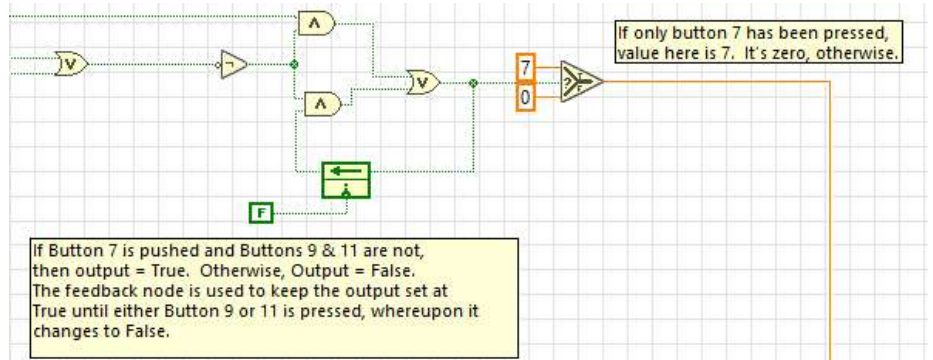 If only button 7 has been pressed,
value here is 7.  It's zero, otherwise.
V
¬
Λ
V
Λ
7
0
?
T
F
i
F
If Button 7 is pushed and Buttons 9 & 11 are not,
then output = True.  Otherwise, Output = False.
The feedback node is used to keep the output set at
True until either Button 9 or 11 is pressed, whereupon it
changes to False.